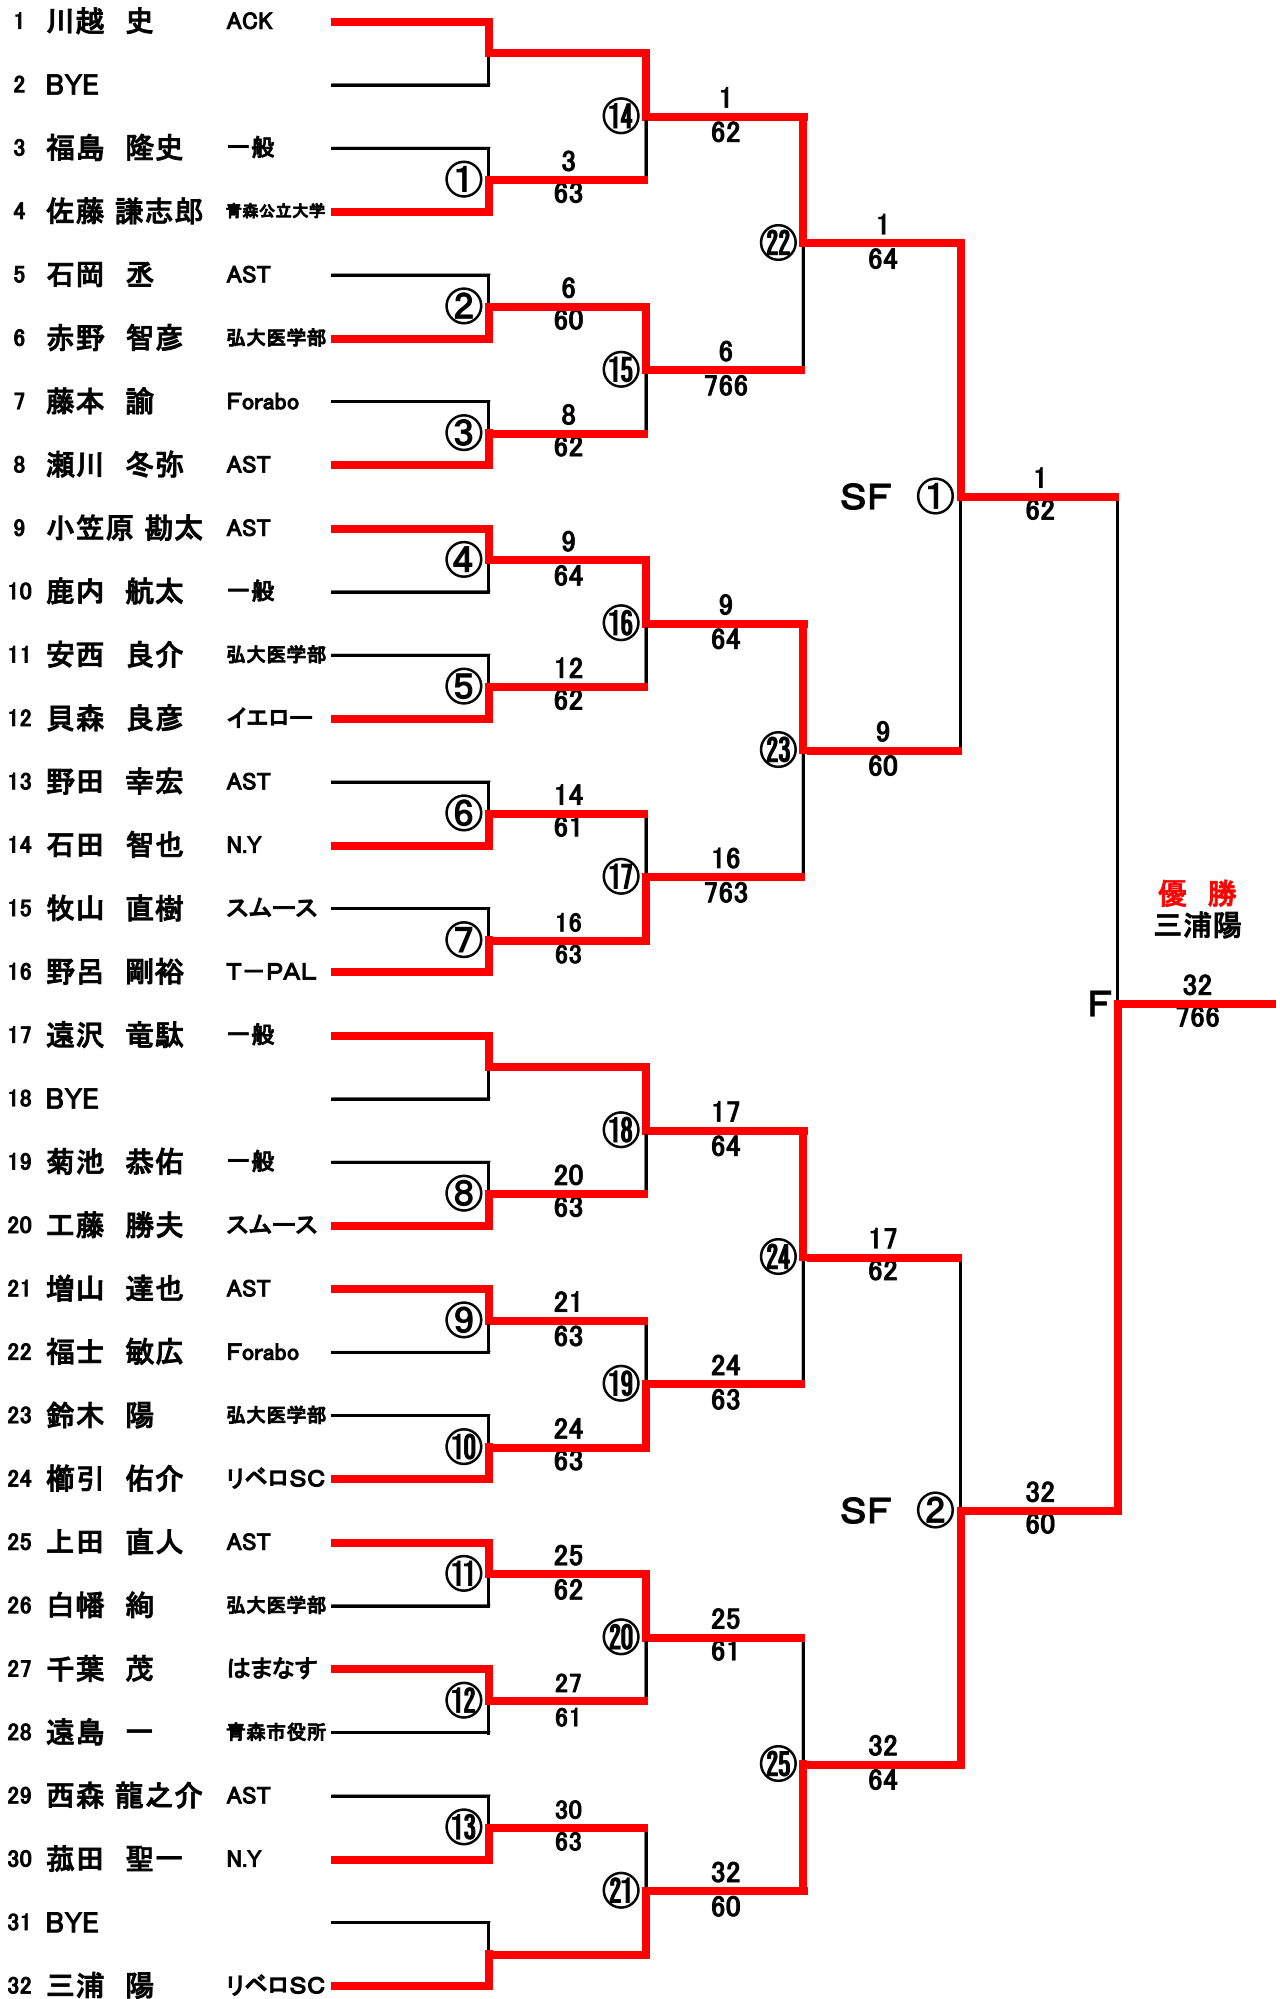 1 川越 史 ACK
2 BYE
3 福島 隆史 一般
4 佐藤 謙志郎 青森公立大学
5 石岡 丞 AST
6 赤野 智彦 弘大医学部
7 藤本 諭 Forabo
8 瀬川 冬弥 AST
9 小笠原 勘太 AST
10 鹿内 航太 一般
11 安西 良介 弘大医学部
12 貝森 良彦 イエロー
13 野田 幸宏 AST
14 石田 智也 N.Y
15 牧山 直樹 スムース
16 野呂 剛裕 T－PAL
17 遠沢 竜駄 一般
18 BYE
19 菊池 恭佑 一般
20 工藤 勝夫 スムース
21 増山 達也 AST
22 福士 敏広 Forabo
23 鈴木 陽 弘大医学部
24 櫛引 佑介 リベロSC
25 上田 直人 AST
26 白幡 絢 弘大医学部
27 千葉 茂 はまなす
28 遠島 一 青森市役所
29 西森 龍之介 AST
30 菰田 聖一 N.Y
31 BYE
32 三浦 陽 リベロSC
① 3
63
② 6
60
③ 8
62
④ 9
64
⑤ 12
62
⑥ 14
61
⑦ 16
63
⑧ 20
63
⑨ 21
63
⑩ 24
63
⑪ 25
62
⑫ 27
61
⑬ 30
63
⑭ 1
62
⑮ 6
766
⑯ 9
64
⑰ 16
763
⑱ 17
64
⑲ 24
63
⑳ 25
61
㉑ 32
60
㉒ 1
64
㉓ 9
60
㉔ 17
62
㉕ 32
64
SF ① 1
62
SF ② 32
60
優 勝
三浦陽
F 32
766